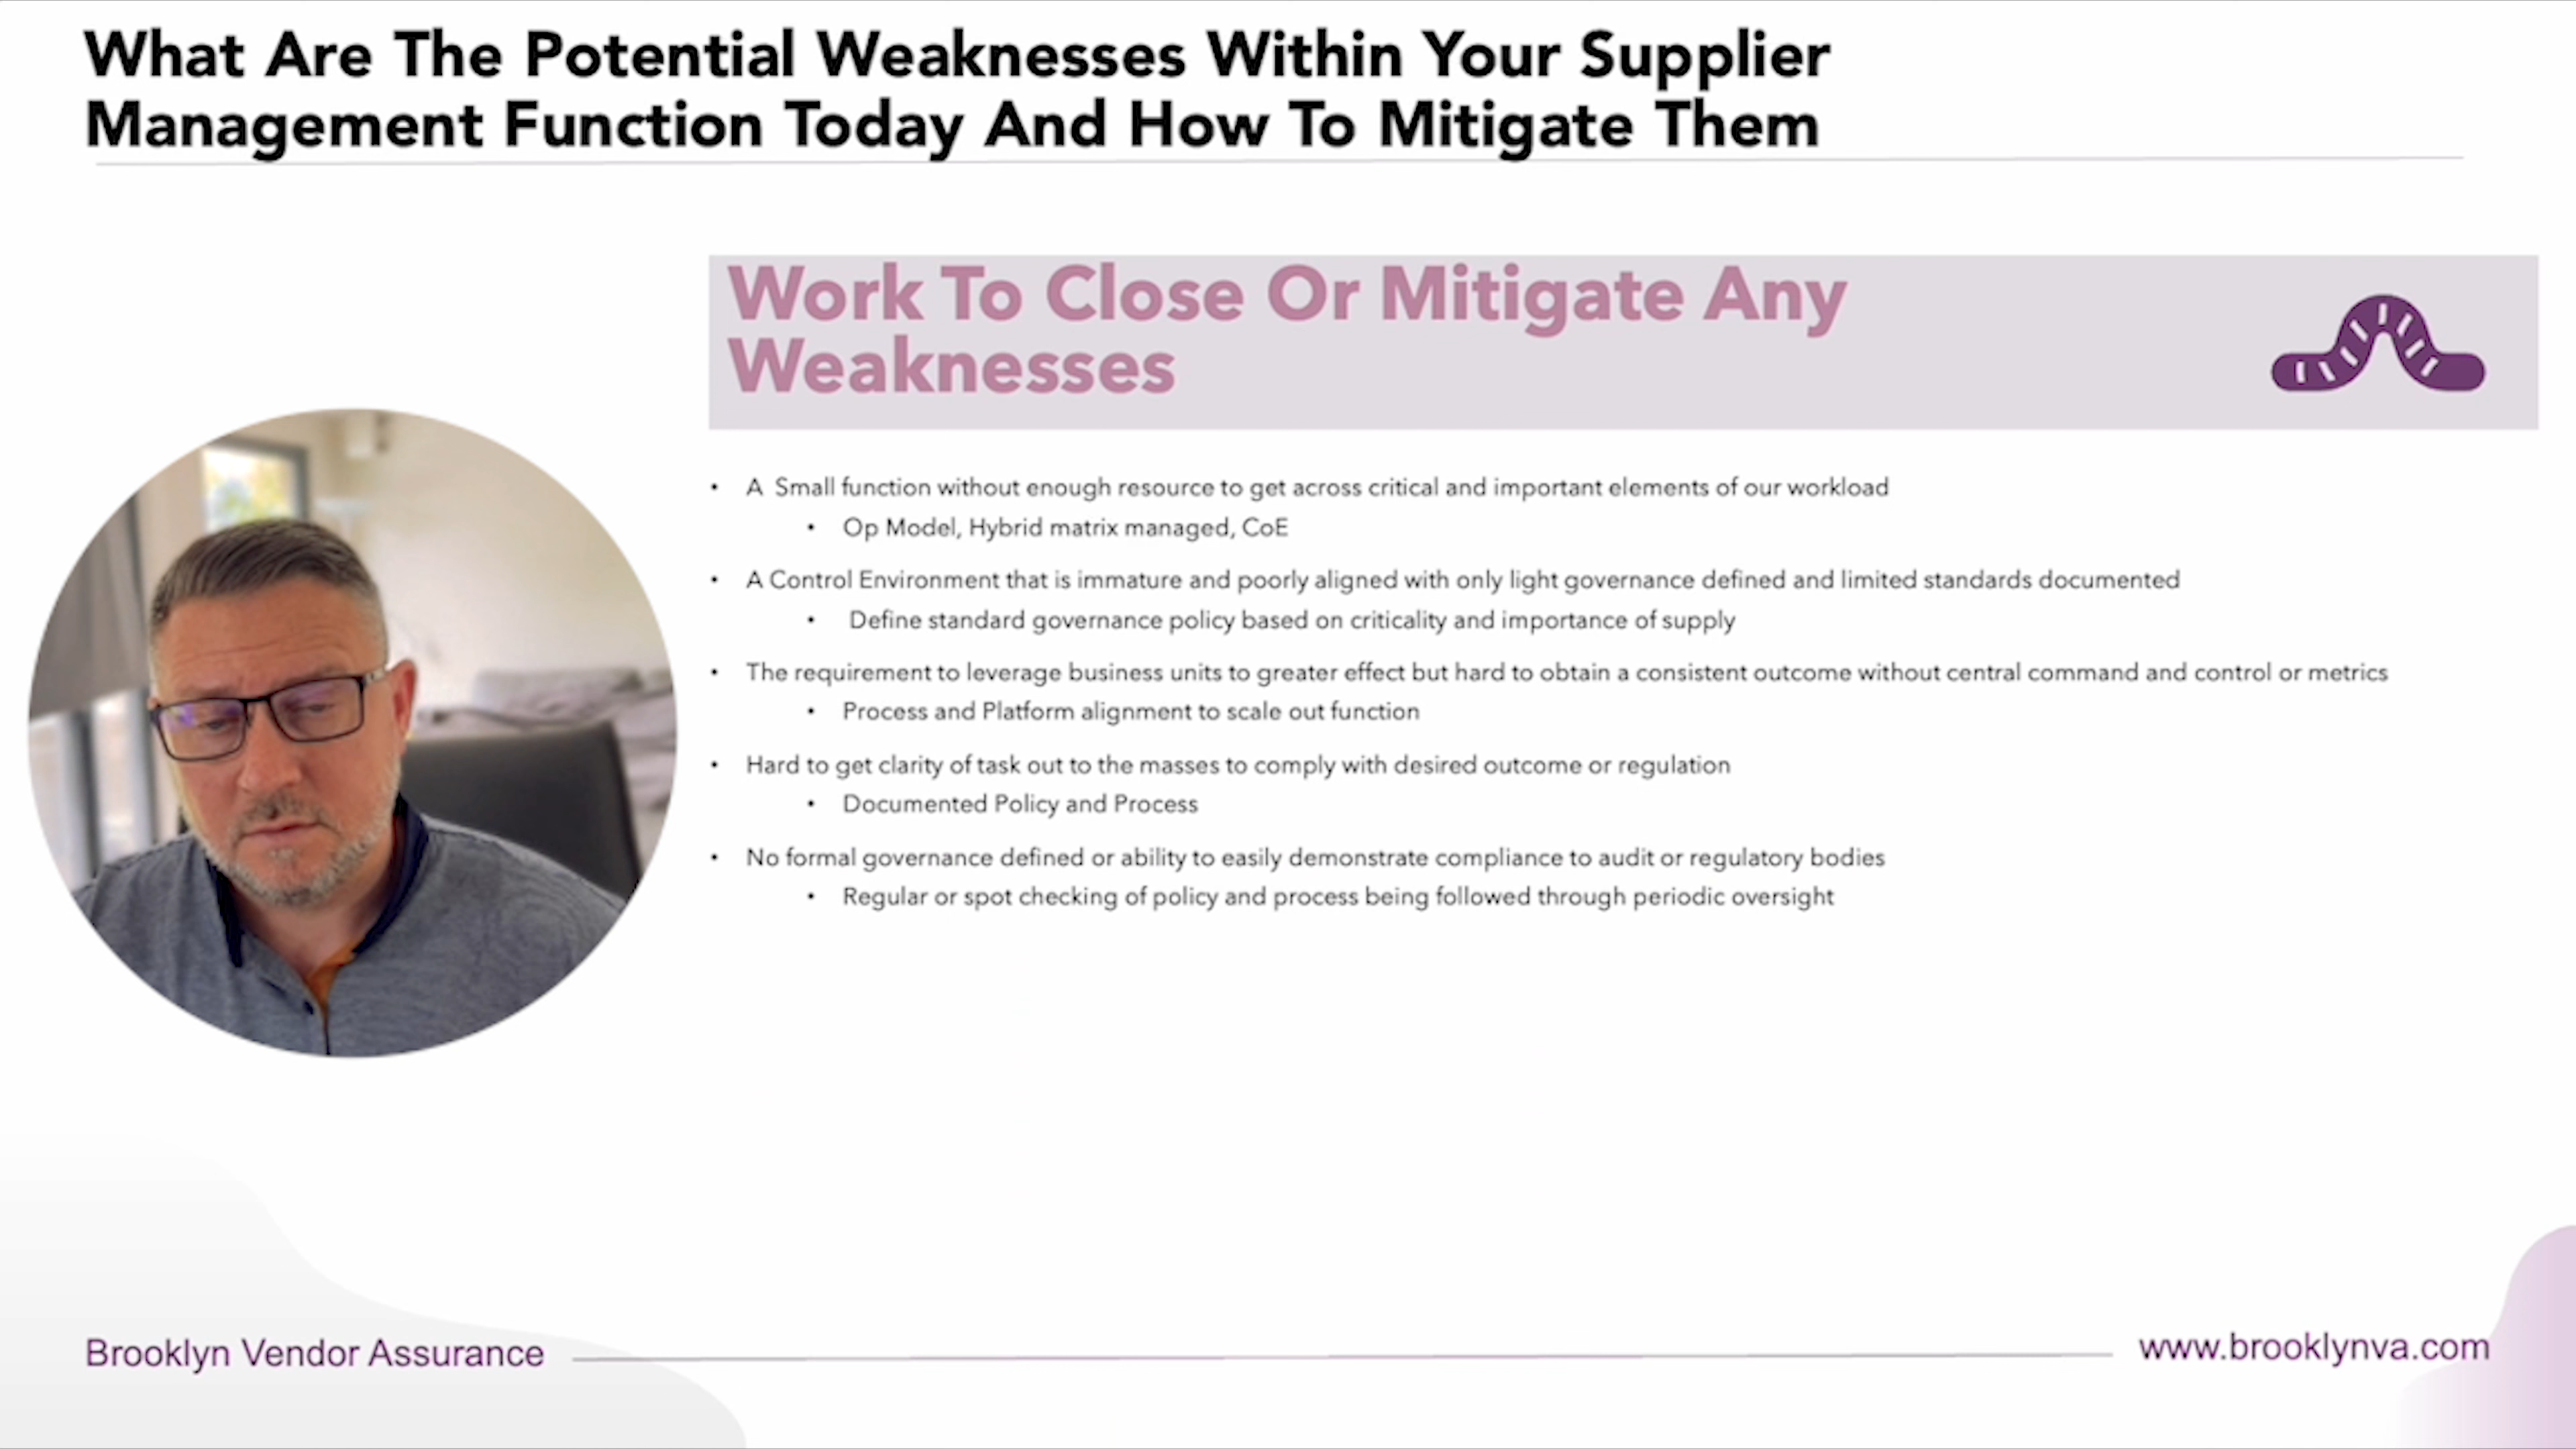 What Are The Potential Weaknesses Within Your Supplier
Management Function Today And How To Mitigate Them
Work To Close Or Mitigate Any
Weaknesses
• A Small function without enough resource to get across critical and important elements of our workload
• Op Model, Hybrid matrix managed, CoE
• A Control Environment that is immature and poorly aligned with only light governance defined and limited standards documented
• Define standard governance policy based on criticality and importance of supply
• The requirement to leverage business units to greater effect but hard to obtain a consistent outcome without central command and control or metrics
• Process and Platform alignment to scale out function
• Hard to get clarity of task out to the masses to comply with desired outcome or regulation
• Documented Policy and Process
• No formal governance defined or ability to easily demonstrate compliance to audit or regulatory bodies
• Regular or spot checking of policy and process being followed through periodic oversight
Brooklyn Vendor Assurance
www.brooklynva.com